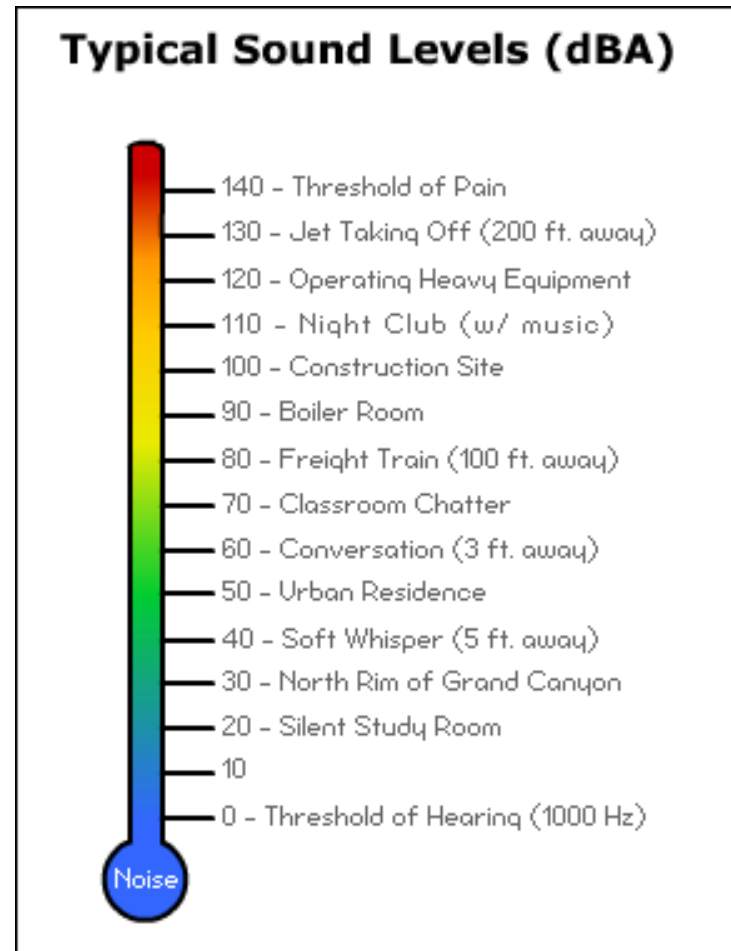 Typical Sound Levels (dBA)
140 - Threshold of Pain
130 - Jet Taking Off (200 ft. away)
120 - Operating Heavy Equipment
110 - Night Club (w/ music)
100 - Construction Site
90 - Boiler Room
80 - Freight Train (100 ft. away)
70 - Classroom Chatter
60 - Conversation (3 ft. away)
50 - Urban Residence
40 - Soft Whisper (5 ft. away)
30 - North Rim of Grand Canyon
20 - Silent Study Room
10
0 - Threshold of Hearing (1000 Hz)
Noise